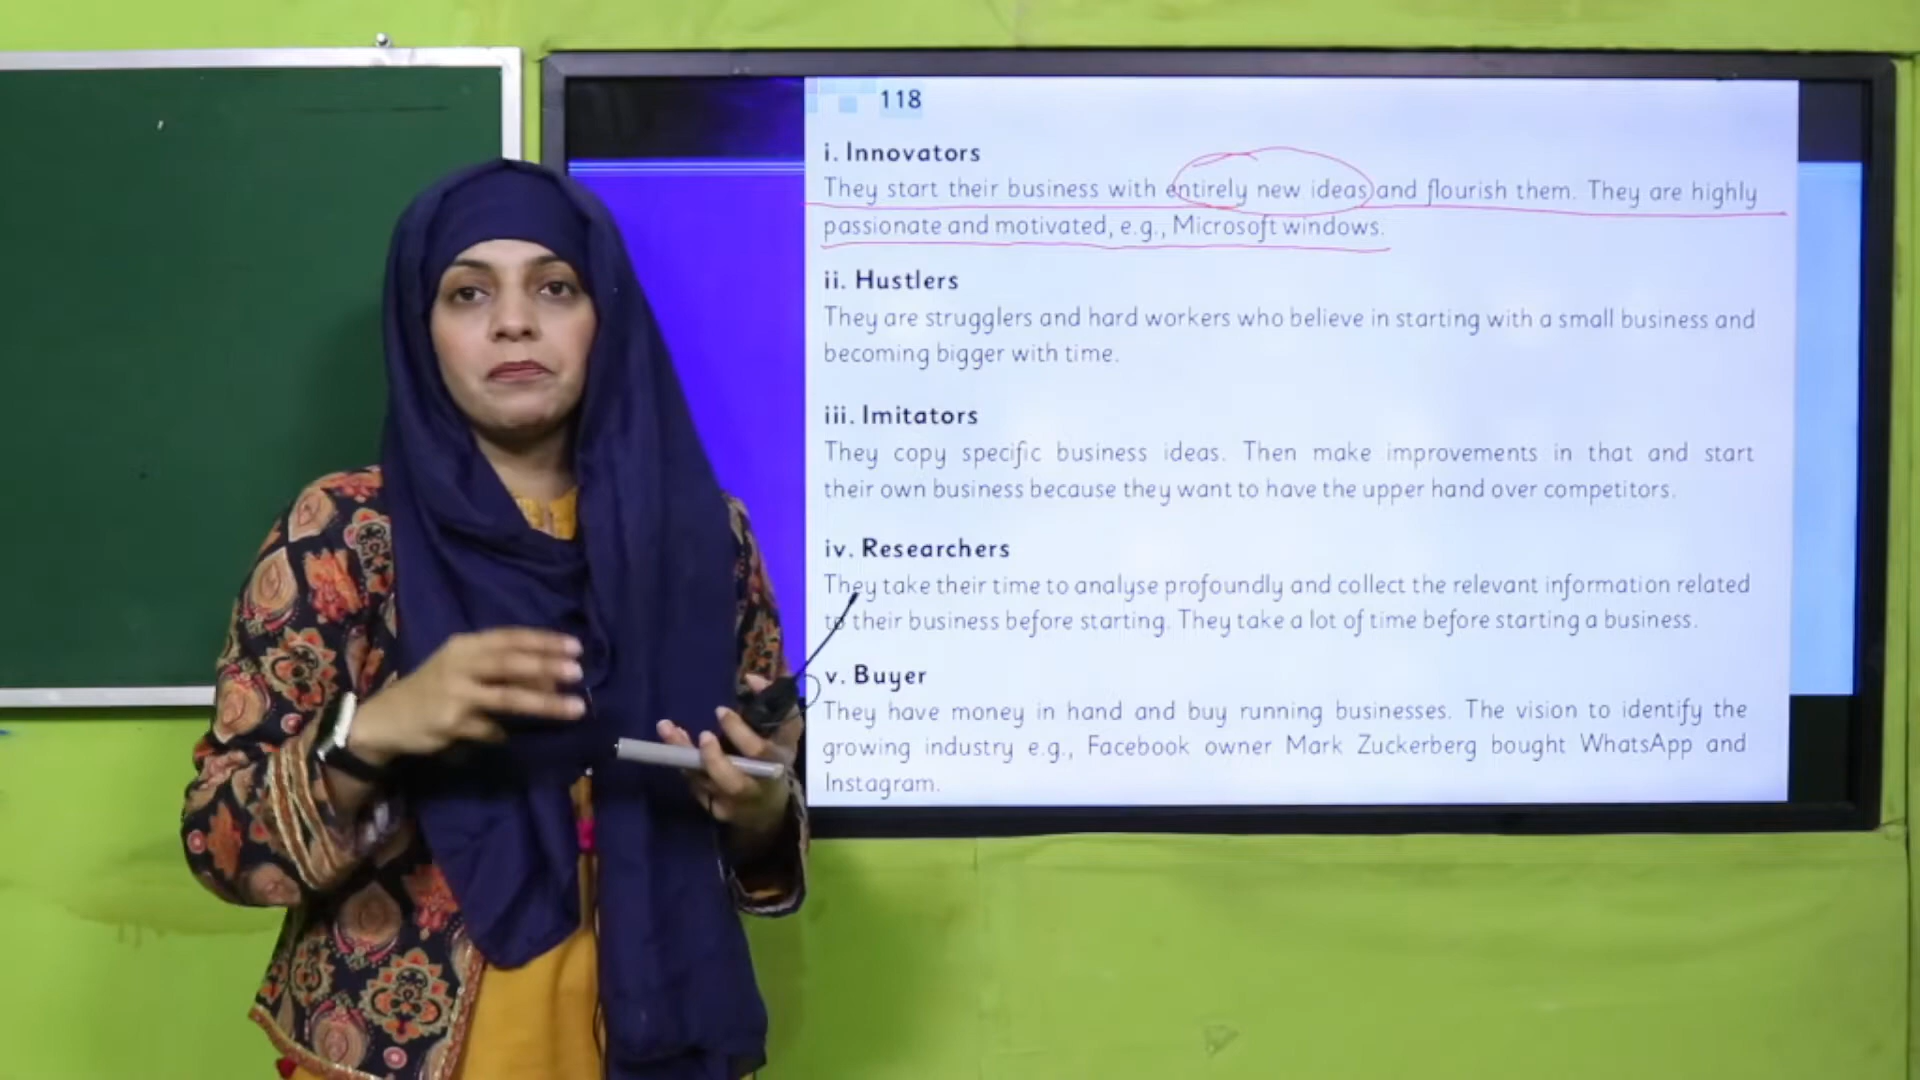 118
i. Innovators
They start their business with entirely new ideas and flourish them. They are highly
passionate and motivated, e.g., Microsoft windows.
ii. Hustlers
They are strugglers and hard workers who believe in starting with a small business and
becoming bigger with time.
iii. Imitators
They copy specific business ideas. Then make improvements in that and start
their own business because they want to have the upper hand over competitors.
iv. Researchers
They take their time to analyse profoundly and collect the relevant information related
to their business before starting. They take a lot of time before starting a business.
v. Buyer
They have money in hand and buy running businesses. The vision to identify the
growing industry e.g., Facebook owner Mark Zuckerberg bought WhatsApp and
Instagram.